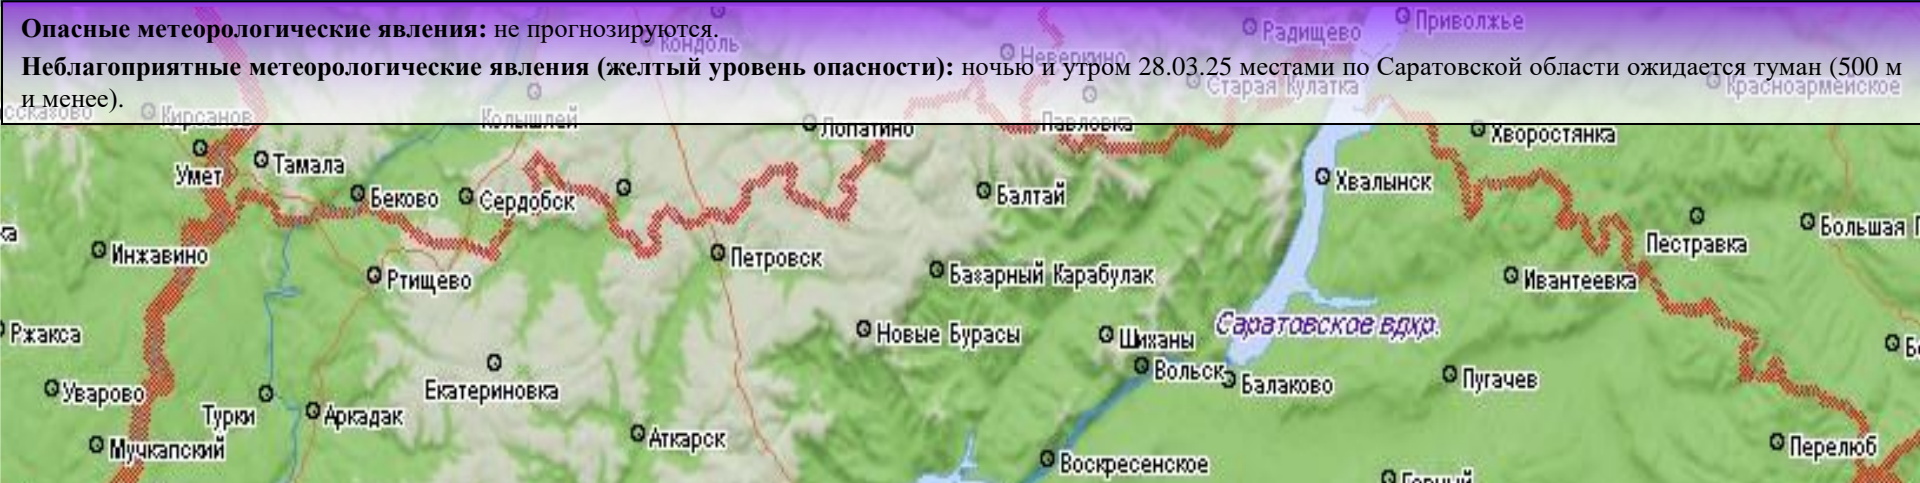 Опасные метеорологические явления: не прогнозируются.
Неблагоприятные метеорологические явления (желтый уровень опасности): ночью и утром 28.03.25 местами по Саратовской области ожидается туман (500 м
и менее).
Приволжье
Радищево
Кондоль
Неверкино
Старая Кулатка
Красноармейское
Кирсанов
Колышлей
Лопатино
Павловка
Хворостянка
Умет
Тамала
Беково
Сердобск
Балтай
Хвалынск
Инжавино
Ртищево
Петровск
Базарный Карабулак
Пестравка
Большая
Ивантеевка
Ржакса
Новые Бурасы
Шиханы
Саратовское вдхр.
Вольск
Балаково
Пугачев
Уварово
Екатериновка
Турки
Аркадак
Мучкапский
Аткарск
Воскресенское
Перелюб